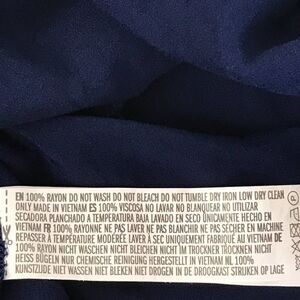 EN 100% RAYON DO NOT WASH DO NOT BLEACH DO NOT TUMBLE DRY IRON LOW DRY CLEAN
ONLY MADE IN VIETNAM ES 100% VISCOSA NO LAVAR NO BLANQUEAR NO UTILIZAR
SECADORA PLANCHADO A TEMPERATURA BAJA LAVADO EN SECO ÚNICAMENTE HECHO EN
VIETNAM FR 100% RAYONNE NE PAS LAVER NE PAS BLANCHIR NE PAS SÉCHER EN MACHINE
REPASSER À TEMPÉRATURE MODÉRÉE LAVER À SEC UNIQUEMENT FABRIQUÉ AU VIETNAM DE
100% RAYON NICHT WASCHEN NICHT BLEICHEN NICHT IM TROCKNER TROCKNEN NICHT
HEISS BÜGELN NUR CHEMISCHE REINIGUNG HERGESTELLT IN VIETNAM NL 100%
KUNSTZIJDE NIET WASSEN NIET BLEKEN NIET DROGEN IN DE DROOGKAST STRIJKEN OP LAGE